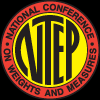 NATIONAL CONFERENCE
NTEP
ON WEIGHTS AND MEASURES